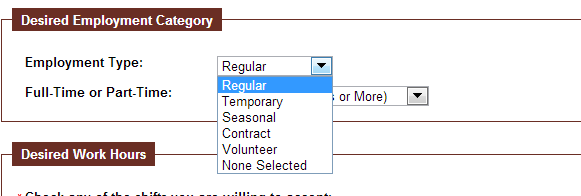 Desired Employment Category
Employment Type: Regular
Regular
Full-Time or Part-Time: or More)
Temporary
Seasonal
Contract
Volunteer
None Selected
Desired Work Hours
* Check any of the shifts you are willing to accept: